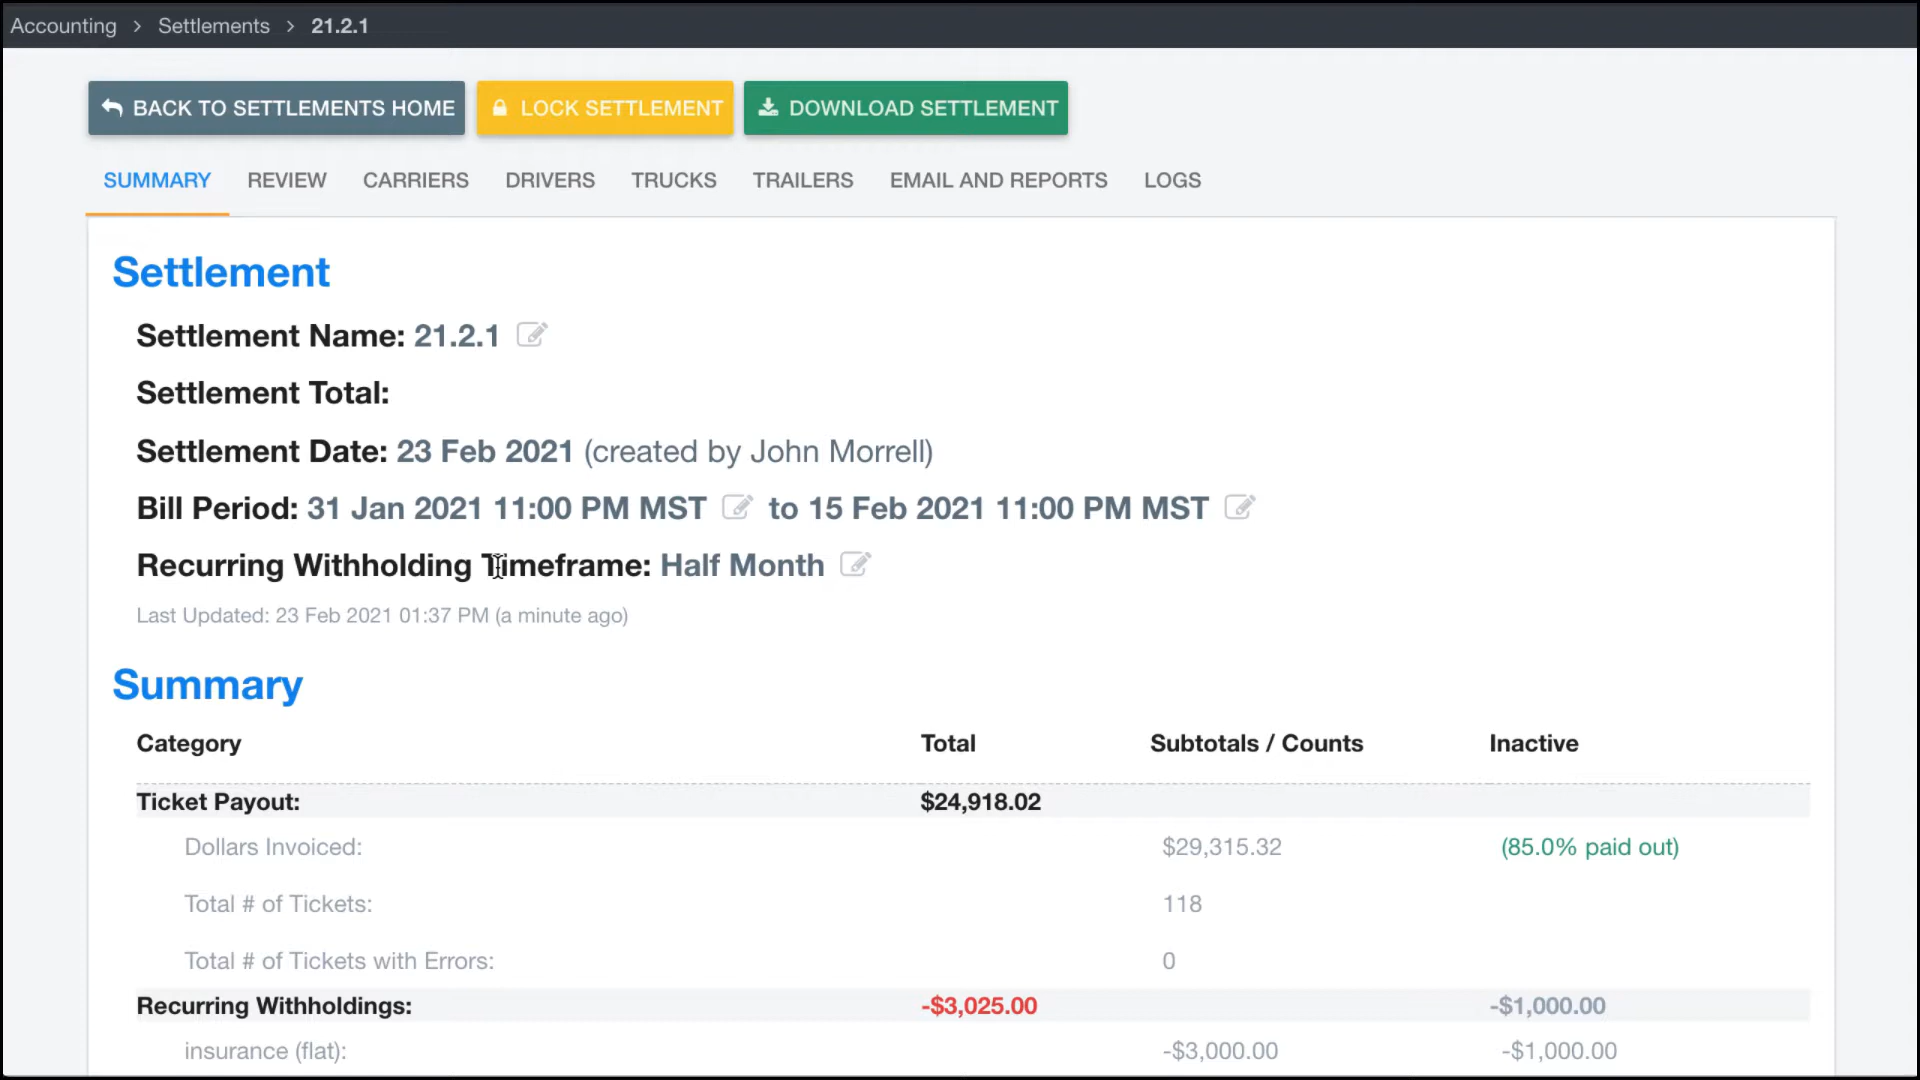 Accounting > Settlements > 21.2.1
BACK TO SETTLEMENTS HOME LOCK SETTLEMENT DOWNLOAD SETTLEMENT
SUMMARY REVIEW CARRIERS DRIVERS TRUCKS TRAILERS EMAIL AND REPORTS LOGS
Settlement
Settlement Name: 21.2.1
Settlement Total:
Settlement Date: 23 Feb 2021 (created by John Morrell)
Bill Period: 31 Jan 2021 11:00 PM MST to 15 Feb 2021 11:00 PM MST
Recurring Withholding Timeframe: Half Month
Last Updated: 23 Feb 2021 01:37 PM (a minute ago)
Summary
Category Total Subtotals / Counts Inactive
Ticket Payout: $24,918.02
Dollars Invoiced: $29,315.32 (85.0% paid out)
Total # of Tickets: 118
Total # of Tickets with Errors: 0
Recurring Withholdings: -$3,025.00 -$1,000.00
insurance (flat): -$3,000.00 -$1,000.00